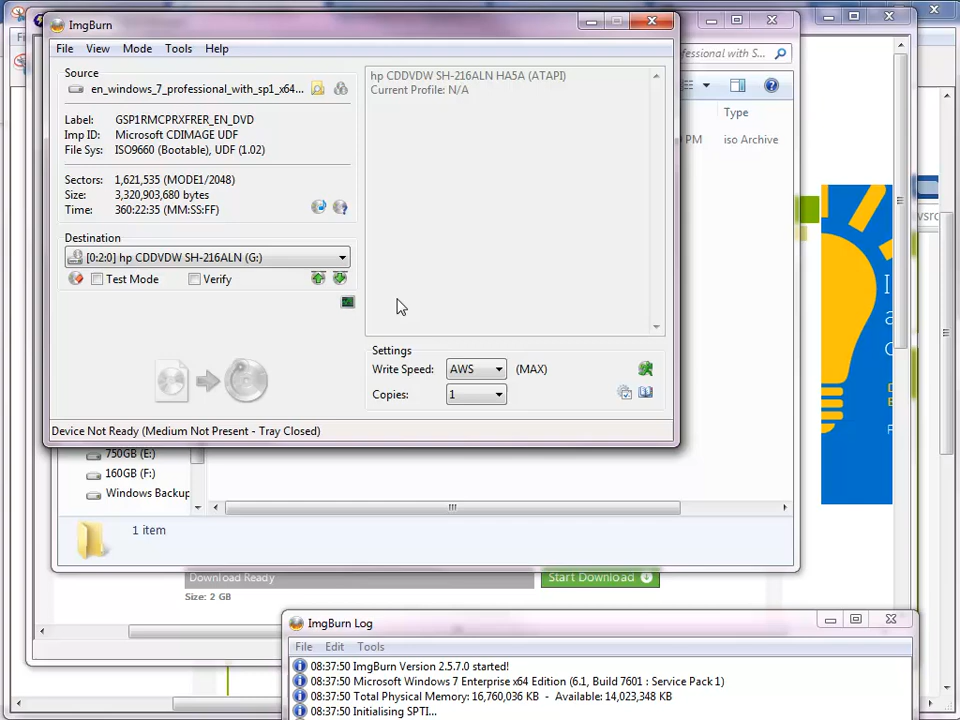 ImgBurn
File View Mode Tools Help
Source
en_windows_7_professional_with_sp1_x64...
Label: GSP1RMCPRXFRER_EN_DVD
Imp ID: Microsoft CDIMAGE UDF
File Sys: ISO9660 (Bootable), UDF (1.02)
Sectors: 1,621,535 (MODE1/2048)
Size: 3,320,903,680 bytes
Time: 360:22:35 (MM:SS:FF)
Destination
[0:2:0] hp CDDVDW SH-216ALN (G:)
Test Mode Verify
hp CDDVDW SH-216ALN HA5A (ATAPI)
Current Profile: N/A
Settings
Write Speed: AWS (MAX)
Copies: 1
Device Not Ready (Medium Not Present - Tray Closed)
fessional with S...
Type
PM iso Archive
750GB (E:)
160GB (F:)
Windows Backup
1 item
Download Ready
Start Download
Size: 2 GB
ImgBurn Log
File Edit Tools
08:37:50 ImgBurn Version 2.5.7.0 started!
08:37:50 Microsoft Windows 7 Enterprise x64 Edition (6.1, Build 7601 : Service Pack 1)
08:37:50 Total Physical Memory: 16,760,036 KB - Available: 14,023,348 KB
08:37:50 Initialising SPTI...